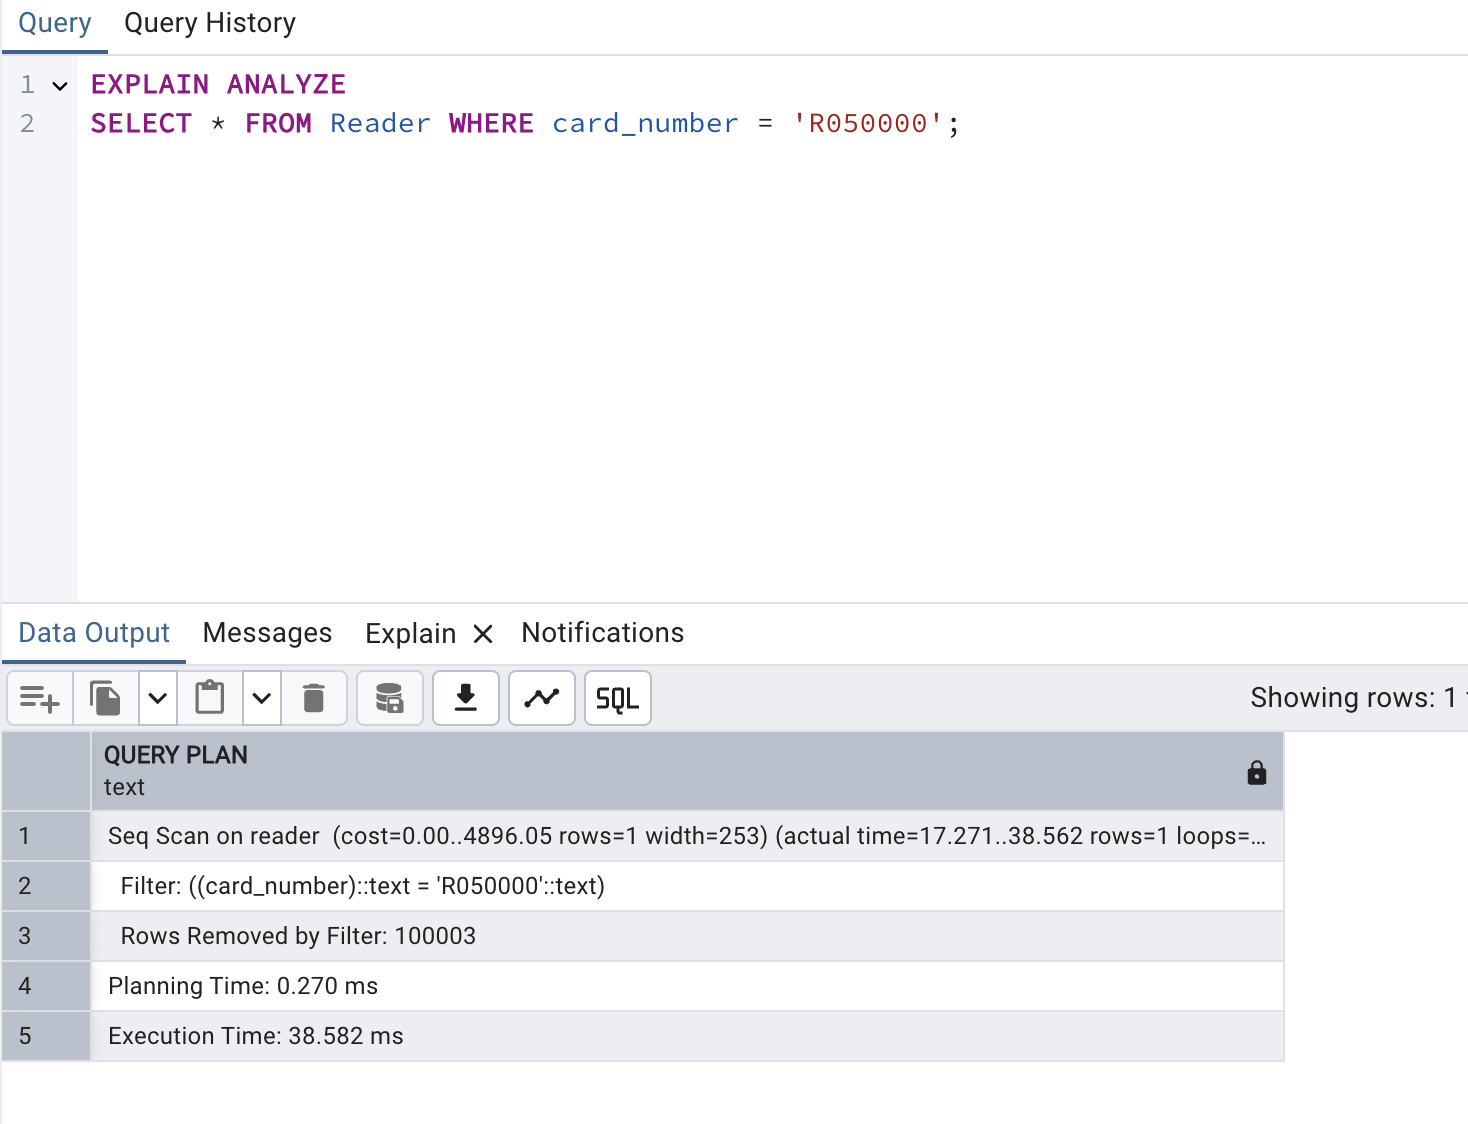 Query Query History
1 EXPLAIN ANALYZE
2 SELECT * FROM Reader WHERE card_number = 'R050000';
Data Output Messages Explain Notifications
SQL Showing rows: 1
QUERY PLAN
text
1 Seq Scan on reader (cost=0.00..4896.05 rows=1 width=253) (actual time=17.271..38.562 rows=1 loops=...
2 Filter: ((card_number)::text = 'R050000'::text)
3 Rows Removed by Filter: 100003
4 Planning Time: 0.270 ms
5 Execution Time: 38.582 ms